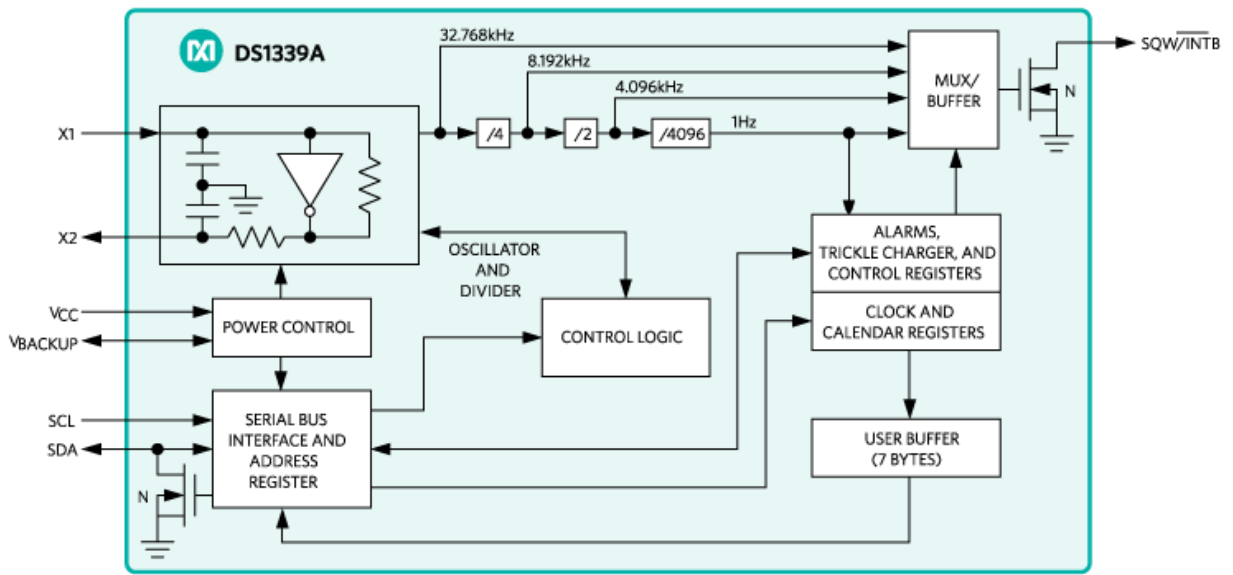 32.768kHz
DS1339A
8.192kHz
4.096kHz
MUX/
BUFFER
SQW/INTB
N
X1
/4
/2
/4096
1Hz
X2
OSCILLATOR
AND
DIVIDER
ALARMS,
TRICKLE CHARGER, AND
CONTROL REGISTERS
VCC
VBACKUP
POWER CONTROL
CONTROL LOGIC
CLOCK AND
CALENDAR REGISTERS
SCL
SDA
SERIAL BUS
INTERFACE AND
ADDRESS
REGISTER
USER BUFFER
(7 BYTES)
N